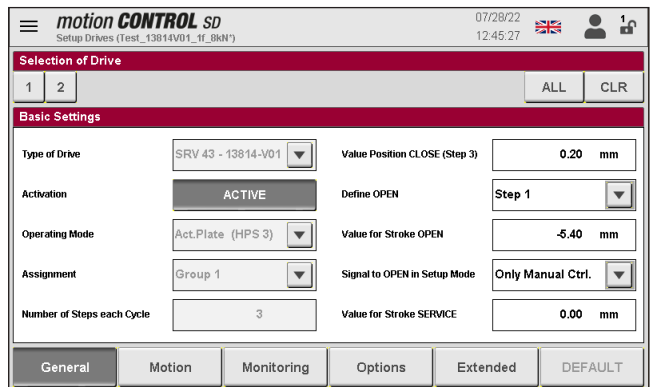 motion CONTROL SD
Setup Drives (Test_13814V01_1f_8kN*)
07/28/22
12:45:27
1
Selection of Drive
1 2 ALL CLR
Basic Settings
Type of Drive SRV 43 - 13814-V01 Value Position CLOSE (Step 3) 0.20 mm
Activation ACTIVE Define OPEN Step 1
Operating Mode Act.Plate (HPS 3) Value for Stroke OPEN -5.40 mm
Assignment Group 1 Signal to OPEN in Setup Mode Only Manual Ctrl.
Number of Steps each Cycle 3 Value for Stroke SERVICE 0.00 mm
General Motion Monitoring Options Extended DEFAULT